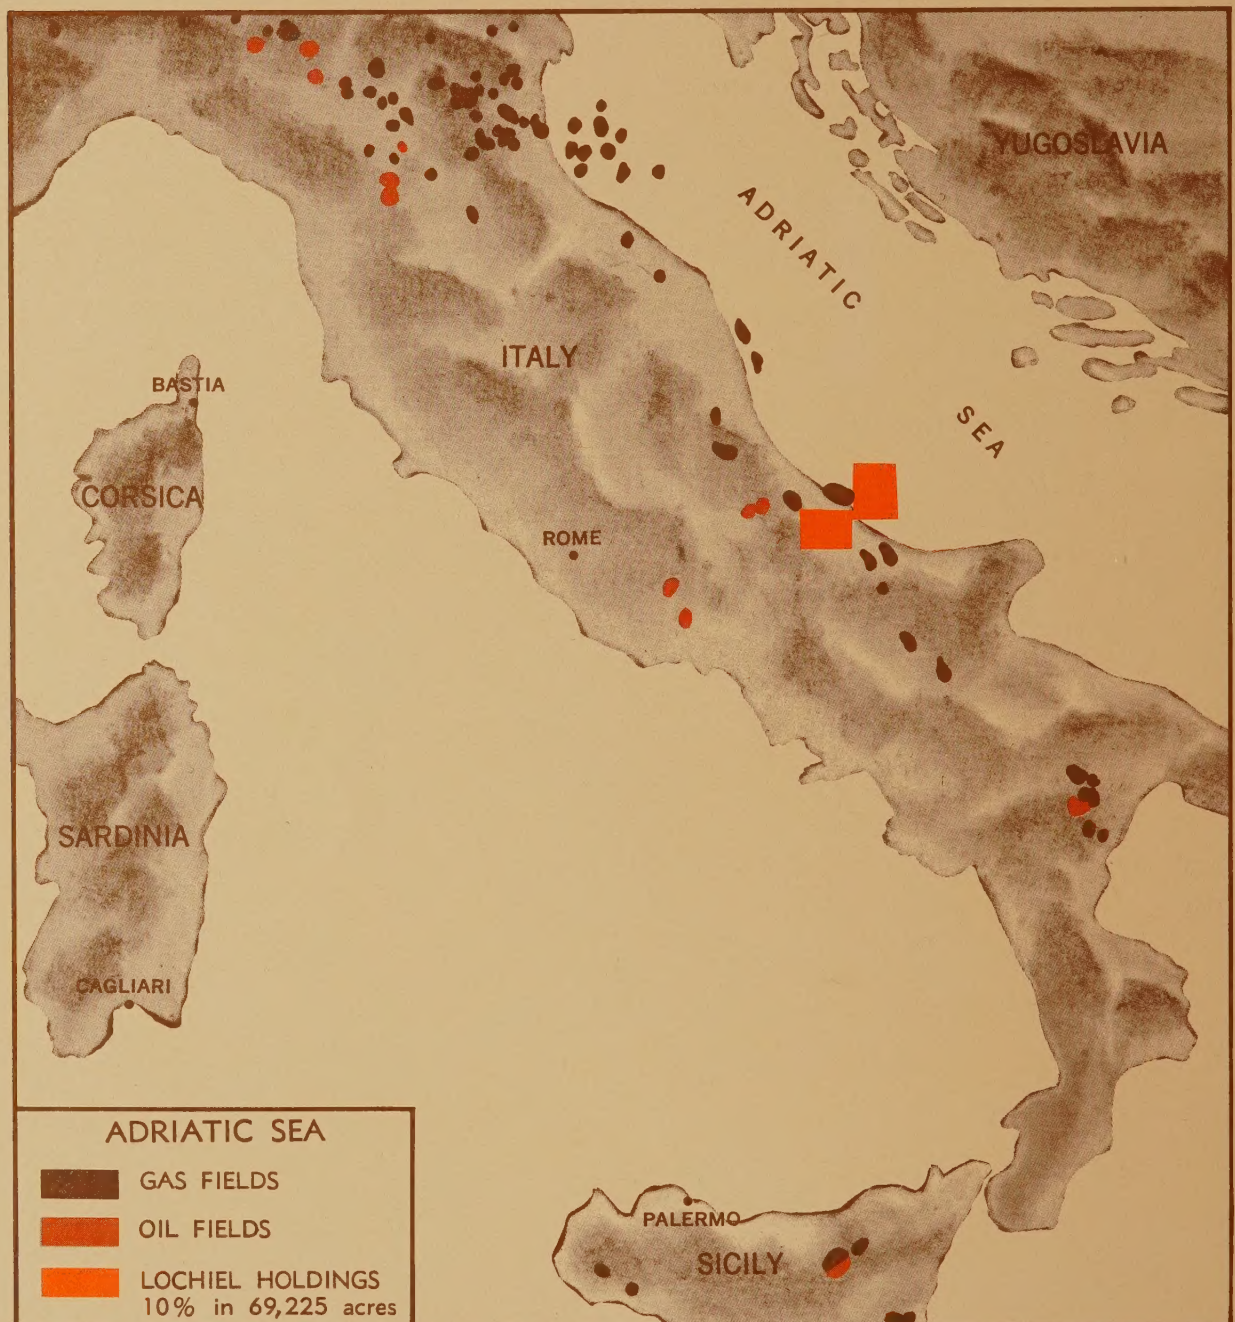 YUGOSLAVIA
ADRIATIC
SEA
ITALY
BASTIA
CORSICA
ROME
SARDINIA
CAGLIARI
PALERMO
SICILY
ADRIATIC SEA
GAS FIELDS
OIL FIELDS
LOCHIEL HOLDINGS
10% in 69,225 acres